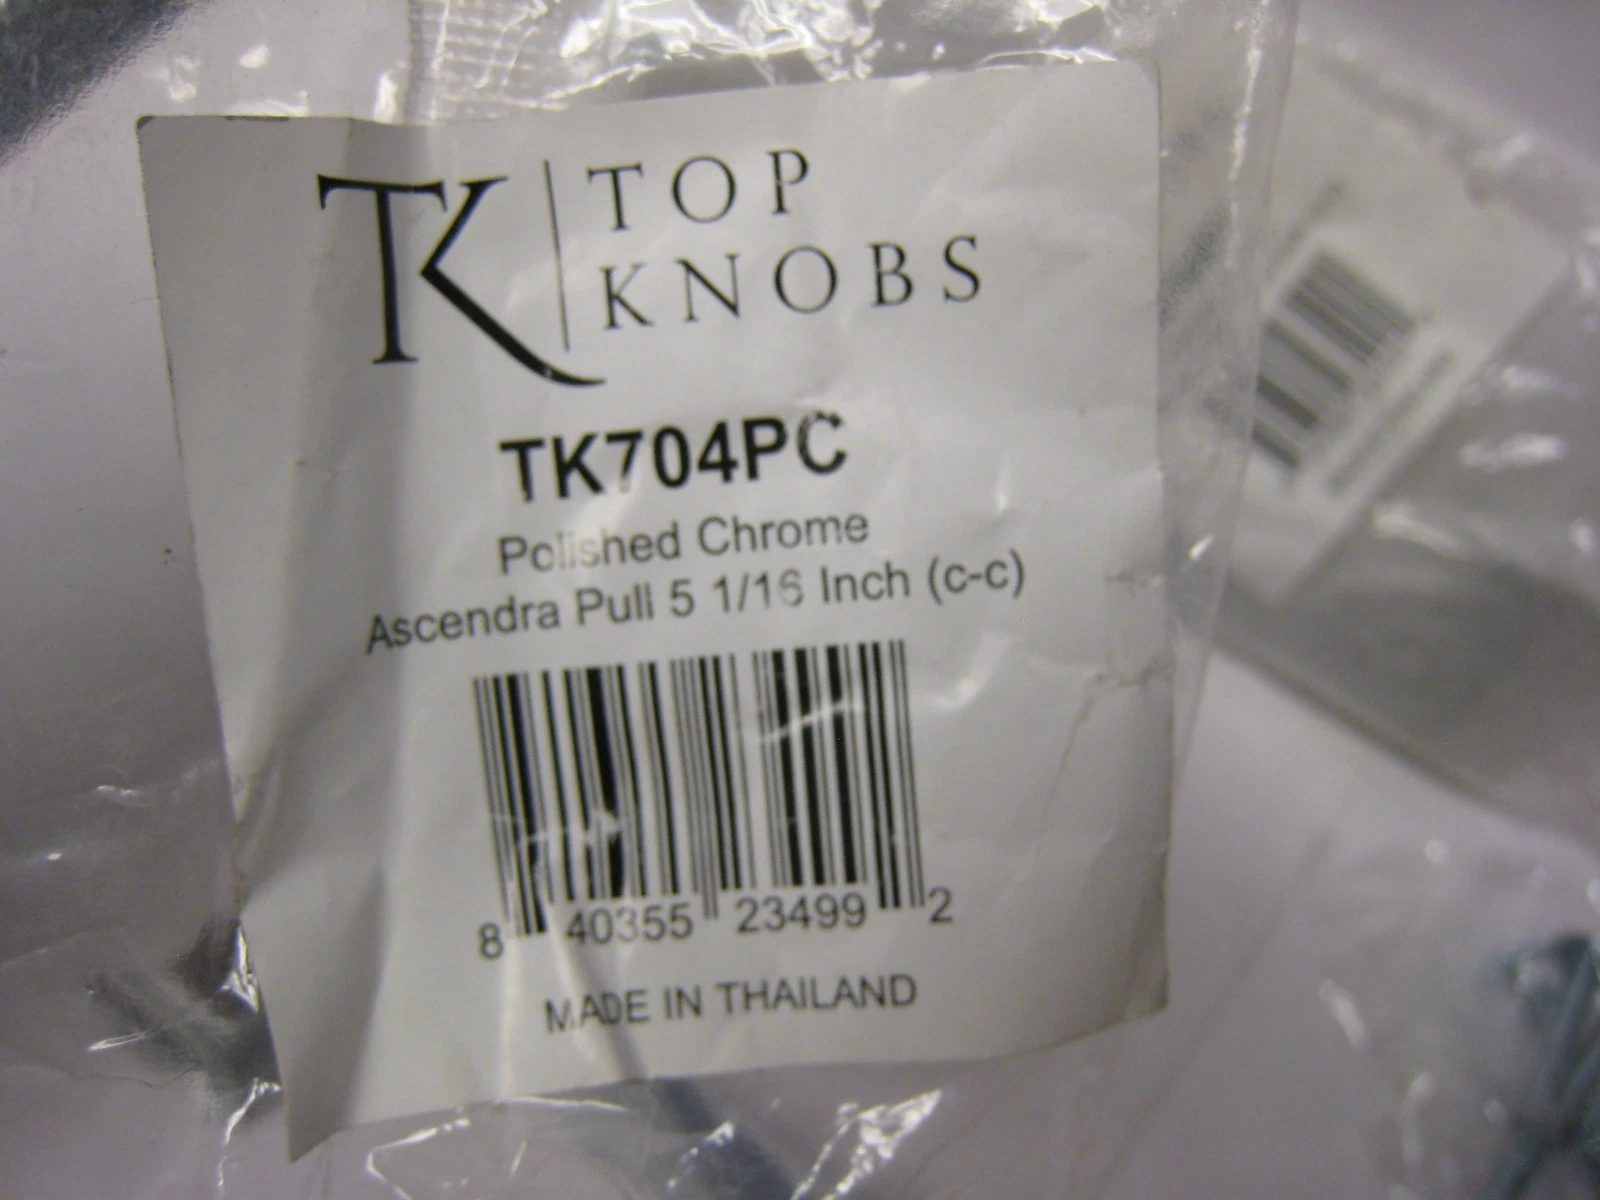 TK TOP
KNOBS
TK704PC
Polished Chrome
Ascendra Pull 5 1/16 Inch (c-c)
8 40355 23499 2
MADE IN THAILAND